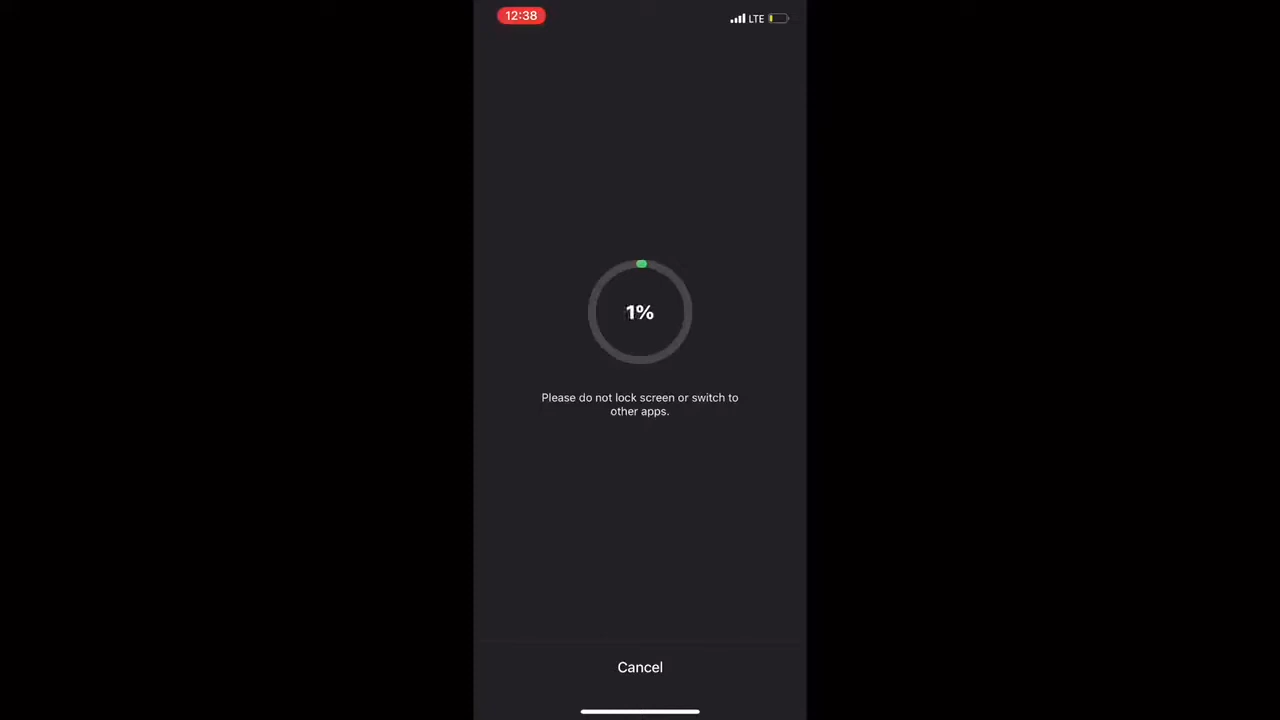 12:38
LTE
1%
Please do not lock screen or switch to
other apps.
Cancel